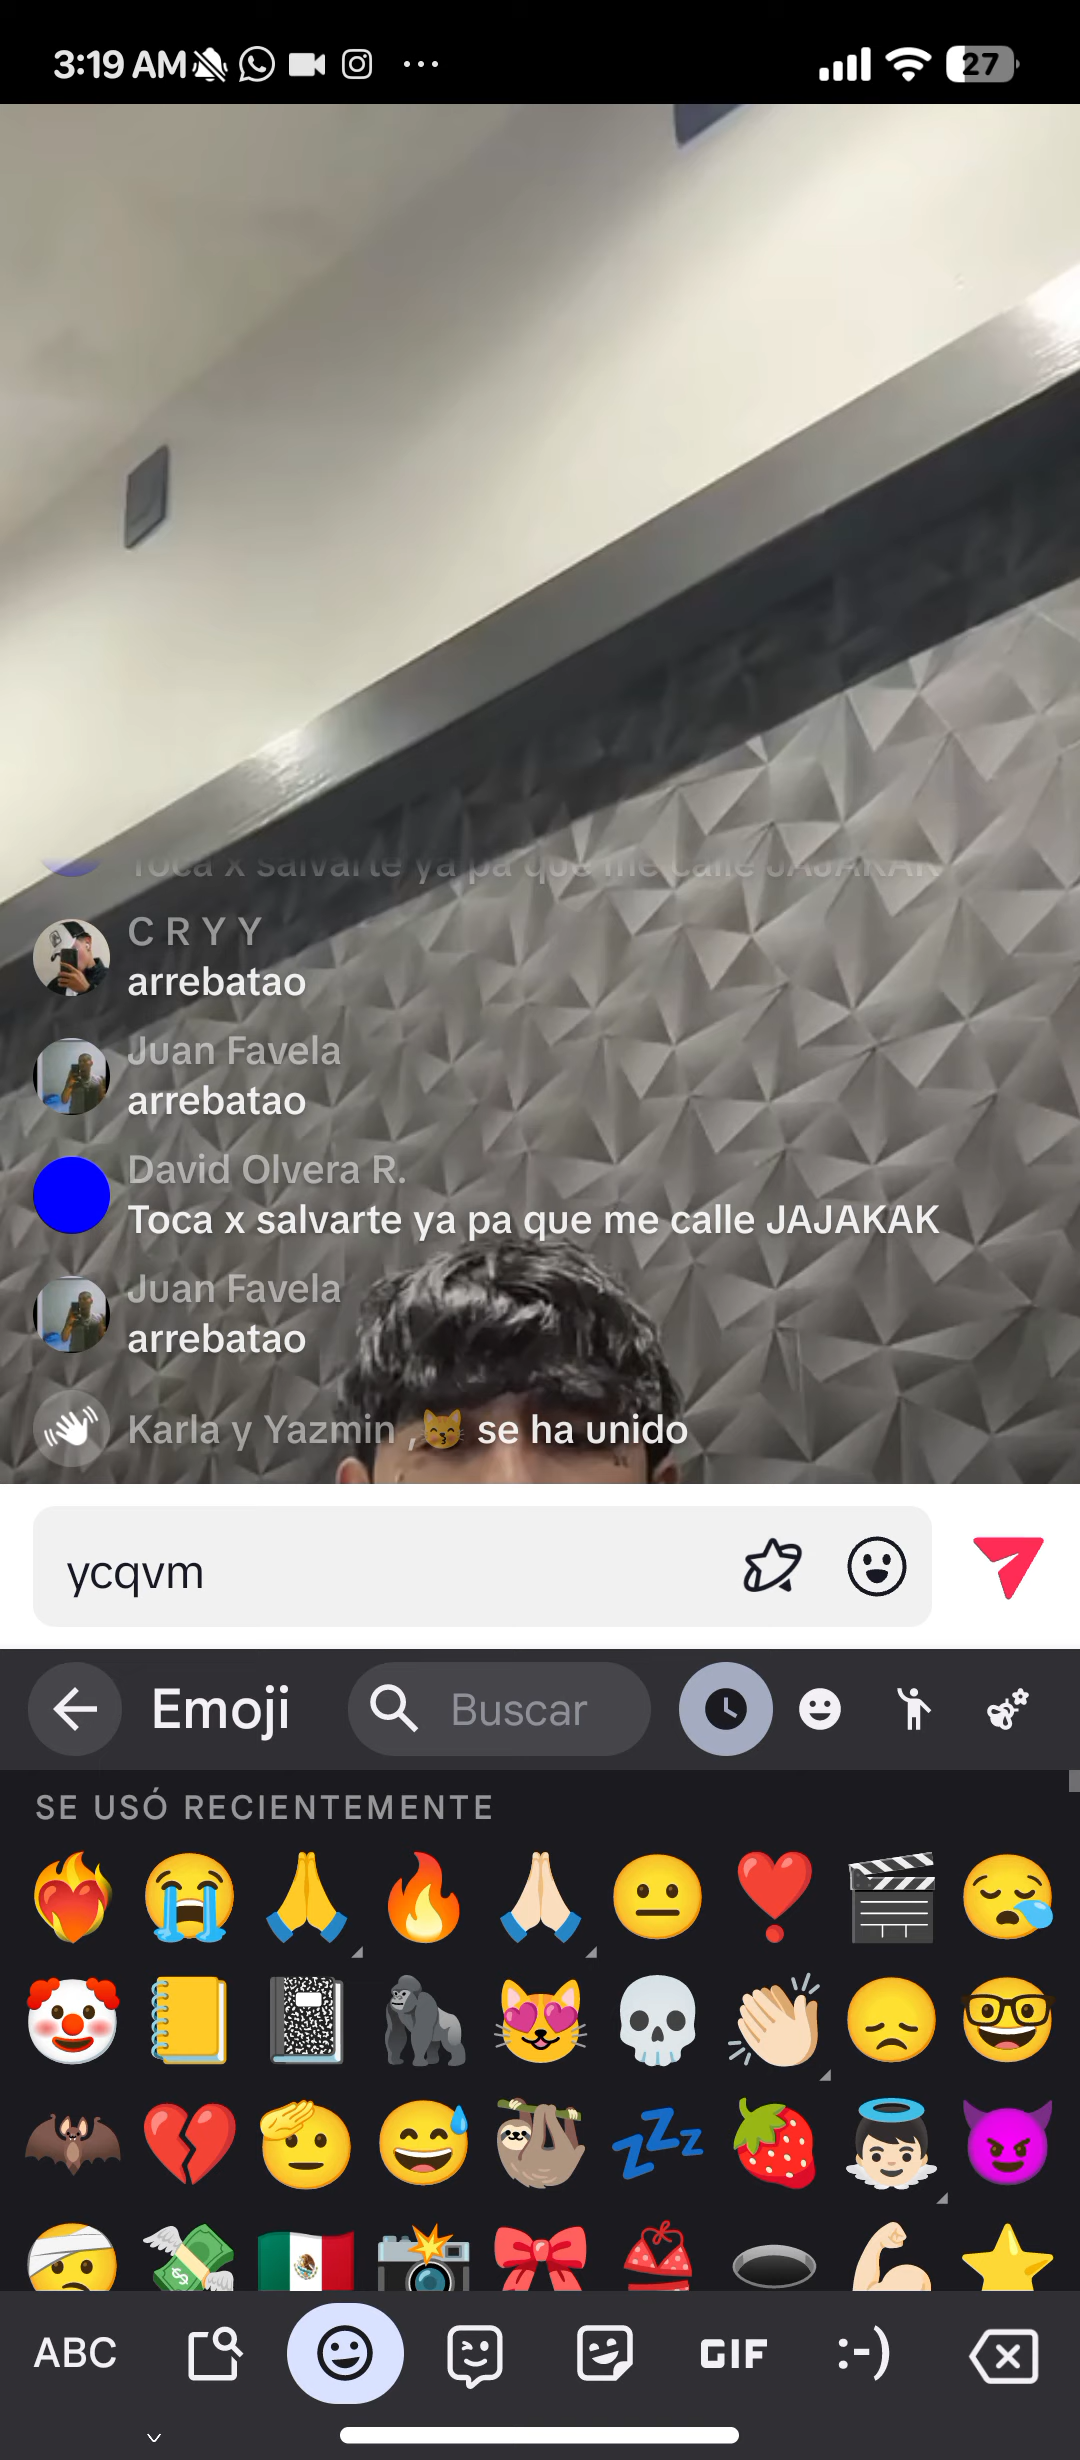 3:19 AM
27
Toca x salvarte ya pa que me calle JAJAKAK
C R Y Y
arrebatao
Juan Favela
arrebatao
David Olvera R.
Toca x salvarte ya pa que me calle JAJAKAK
Juan Favela
arrebatao
Karla y Yazmin ,😽 se ha unido
ycqvm
Emoji
Buscar
SE USÓ RECIENTEMENTE
ABC
GIF
:-)